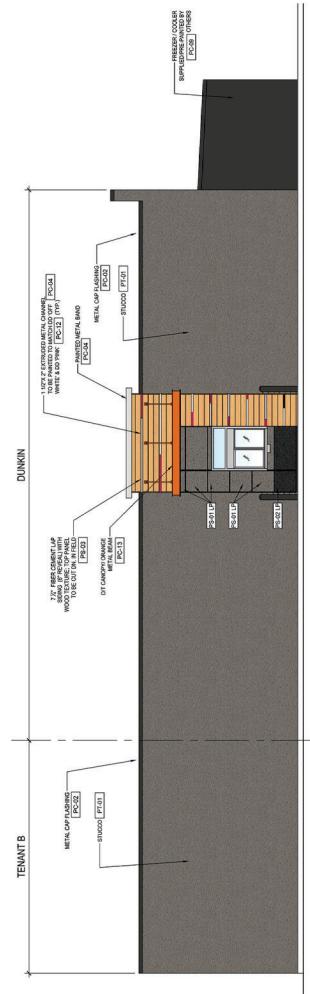 TENANT B
DUNKIN
METAL CAP FLASHING
PC-02
STUCCO PT-01
7 ¼" FIBER CEMENT LAP
SIDING (6" REVEAL) WITH
WOOD TEXTURE; TOP PANEL
TO BE CUT DN. IN FIELD
PS-03
D/T CANOPY/ ORANGE
METAL BEAM
PC-13
1 1/2"X 2" EXTRUDED METAL CHANNEL
TO BE PAINTED TO MATCH DD 'OFF PC-04
WHITE' & DD 'PINK' PC-12 (TYP.)
PAINTED METAL BAND
PC-04
METAL CAP FLASHING
PC-02
STUCCO PT-01
FREEZER / COOLER
SUPPLIED PRE-PAINTED BY
PC-09 OTHERS
PS-01 LP
PS-01 LP
PS-02 LP